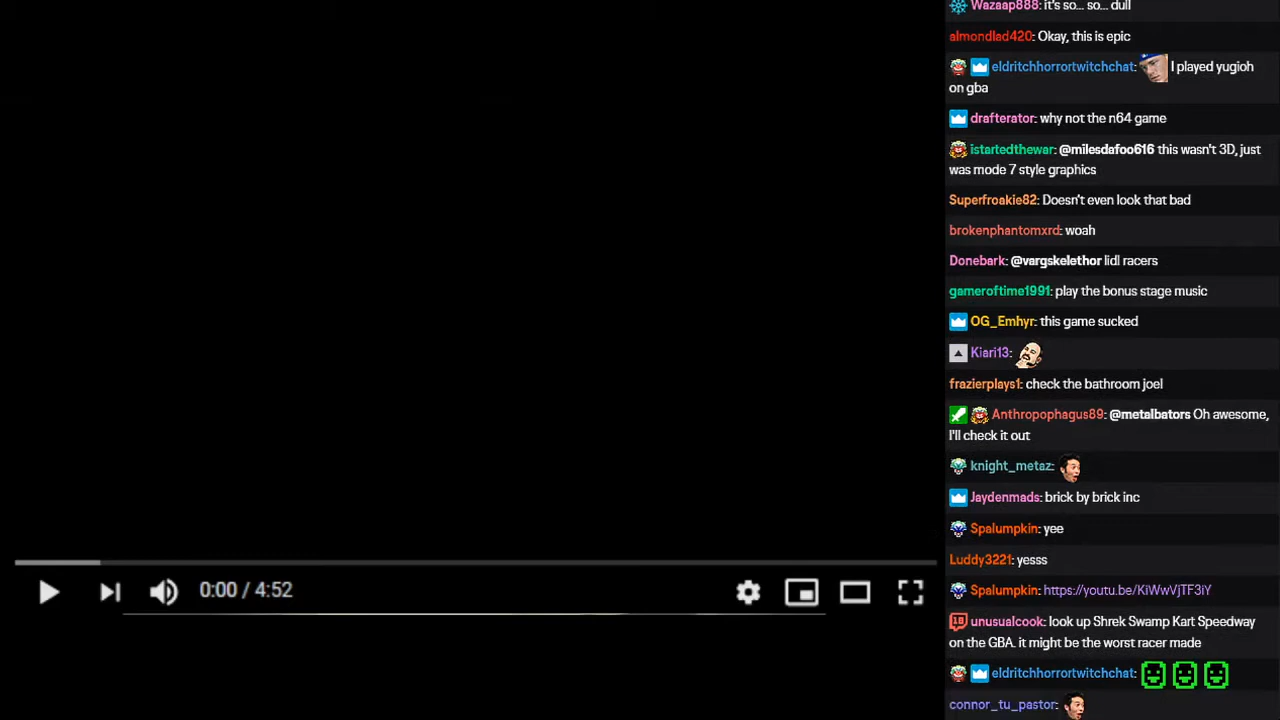 Wazaap888: it's so... so... dull
almondlad420: Okay, this is epic
eldritchhorrortwitchchat: I played yugioh
on gba
drafterator: why not the n64 game
istartedthewar: @milesdafoo616 this wasn't 3D, just
was mode 7 style graphics
Superfroakie82: Doesn't even look that bad
brokenphantomxrd: woah
Donebark: @vargskelethor lidl racers
gameroftime1991: play the bonus stage music
OG_Emhyr: this game sucked
Kiari13:
frazierplays1: check the bathroom joel
Anthropophagus89: @metalbators Oh awesome,
I'll check it out
knight_metaz:
Jaydenmads: brick by brick inc
Spalumpkin: yee
Luddy3221: yesss
0:00 / 4:52
Spalumpkin: https://youtu.be/KiWwVjTF3iY
unusualcook: look up Shrek Swamp Kart Speedway
on the GBA. it might be the worst racer made
eldritchhorrortwitchchat:
connor_tu_pastor: